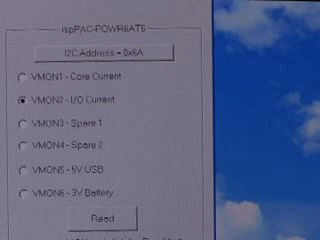 ispPAC-POWR6AT6
I2C Address = 0x6A
VMON1 - Core Current
VMON2 - I/O Current
VMON3 - Spare 1
VMON4 - Spare 2
VMON5 - 5V USB
VMON6 - 3V Battery
Read